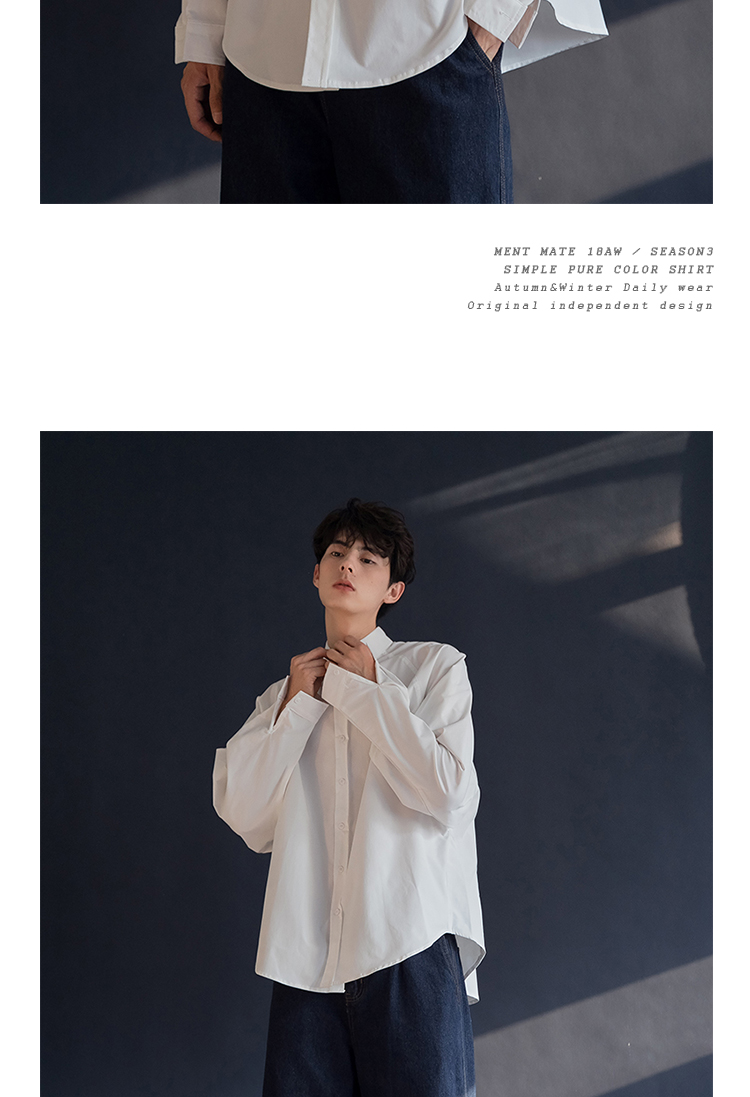 MENT MATE 18AW / SEASON3
SIMPLE PURE COLOR SHIRT
Autumn&Winter Daily wear
Original independent design